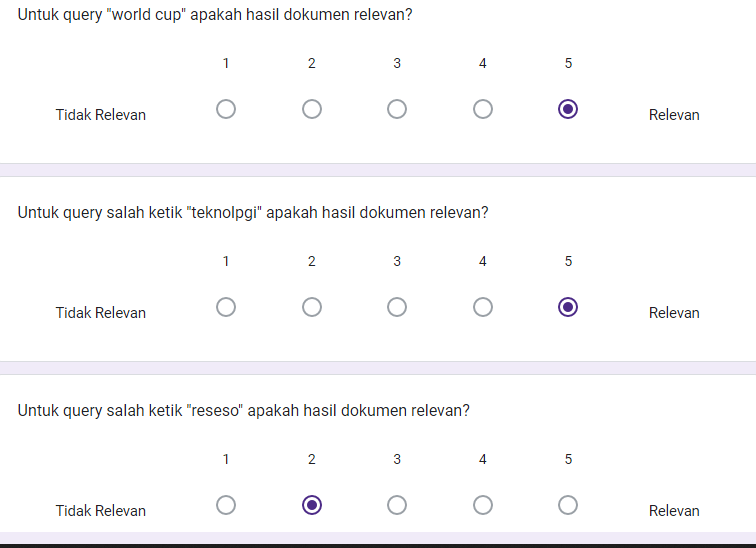 Untuk query "world cup" apakah hasil dokumen relevan?
1 2 3 4 5
Tidak Relevan Relevan
Untuk query salah ketik "teknolpgi" apakah hasil dokumen relevan?
1 2 3 4 5
Tidak Relevan Relevan
Untuk query salah ketik "reseso" apakah hasil dokumen relevan?
1 2 3 4 5
Tidak Relevan Relevan